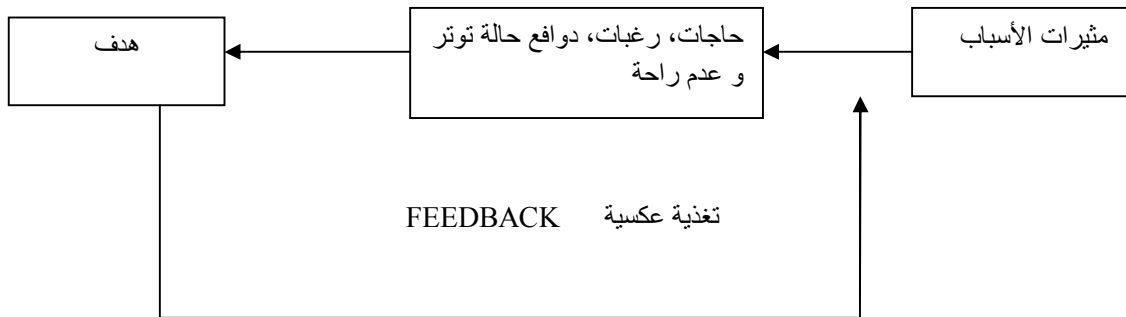 مثيرات الأسباب
حاجات، رغبات، دوافع حالة توتر
و عدم راحة
هدف
تغذية عكسية FEEDBACK